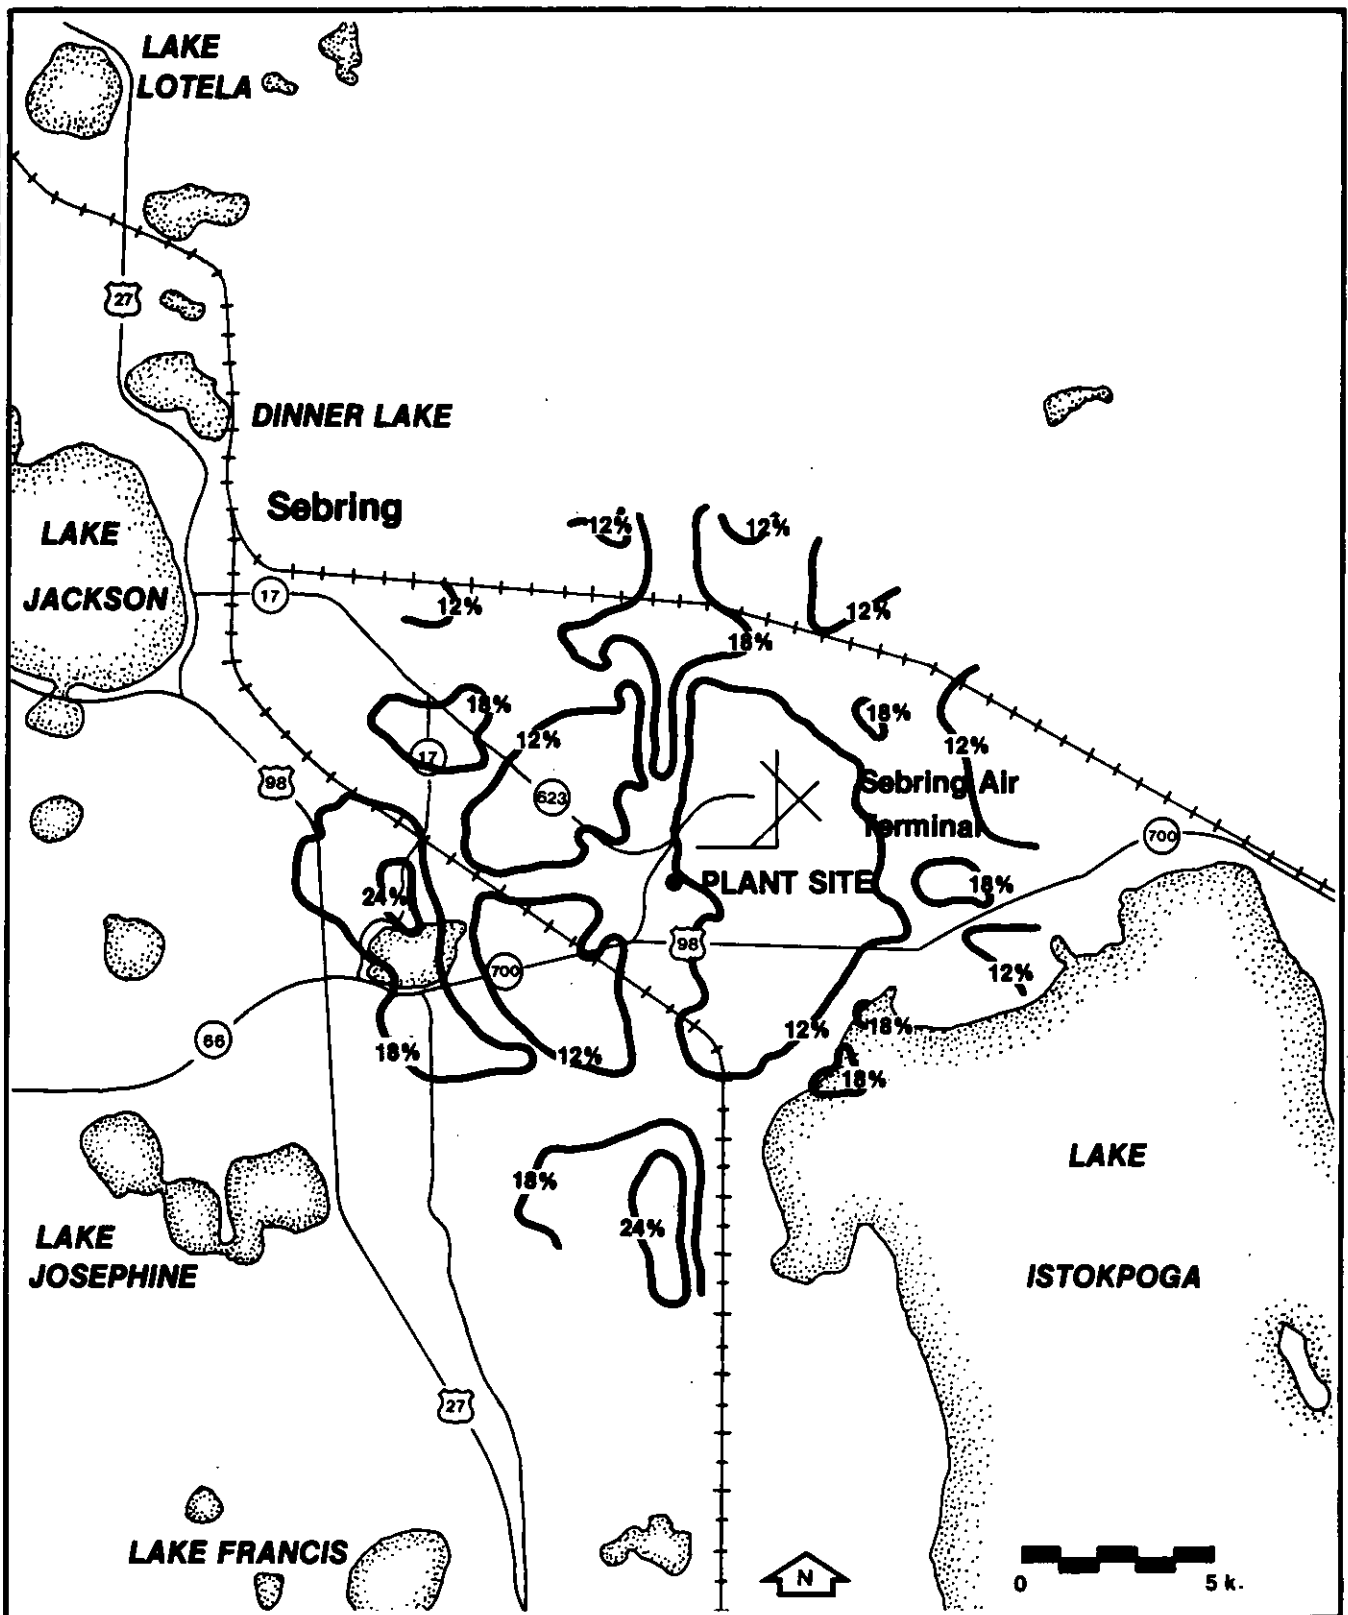 LAKE
LOTELA
27
DINNER LAKE
Sebring
LAKE
JACKSON
12%
12%
17
12%
12%
18%
18%
18%
12%
12%
17
98
623
Sebring Air
Terminal
700
PLANT SITE
18%
24%
98
700
12%
66
18%
12%
12%
18%
18%
LAKE
18%
24%
LAKE
JOSEPHINE
ISTOKPOGA
27
LAKE FRANCIS
N
0 5 k.